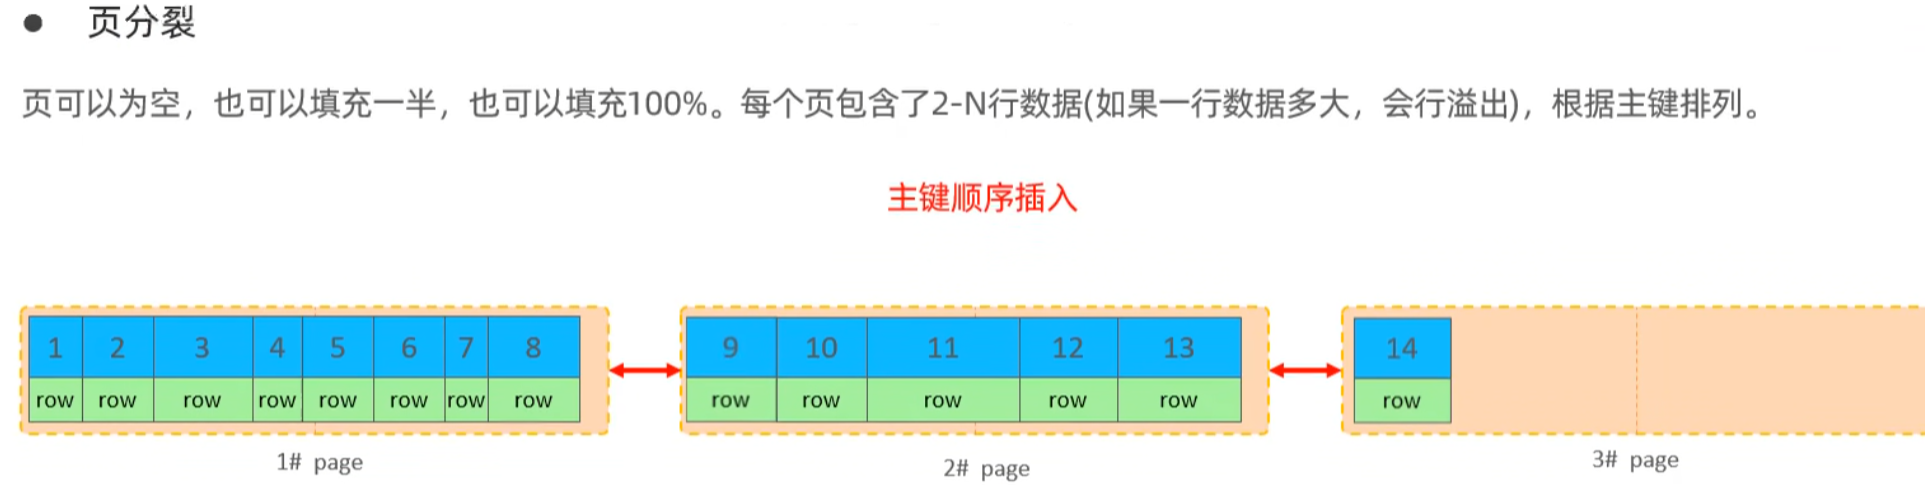 ● 页分裂
页可以为空，也可以填充一半，也可以填充100%。每个页包含了2-N行数据(如果一行数据多大，会行溢出)，根据主键排列。
主键顺序插入
1 2 3 4 5 6 7 8 9 10 11 12 13 14
row row row row row row row row row row row row row row
1# page 2# page 3# page